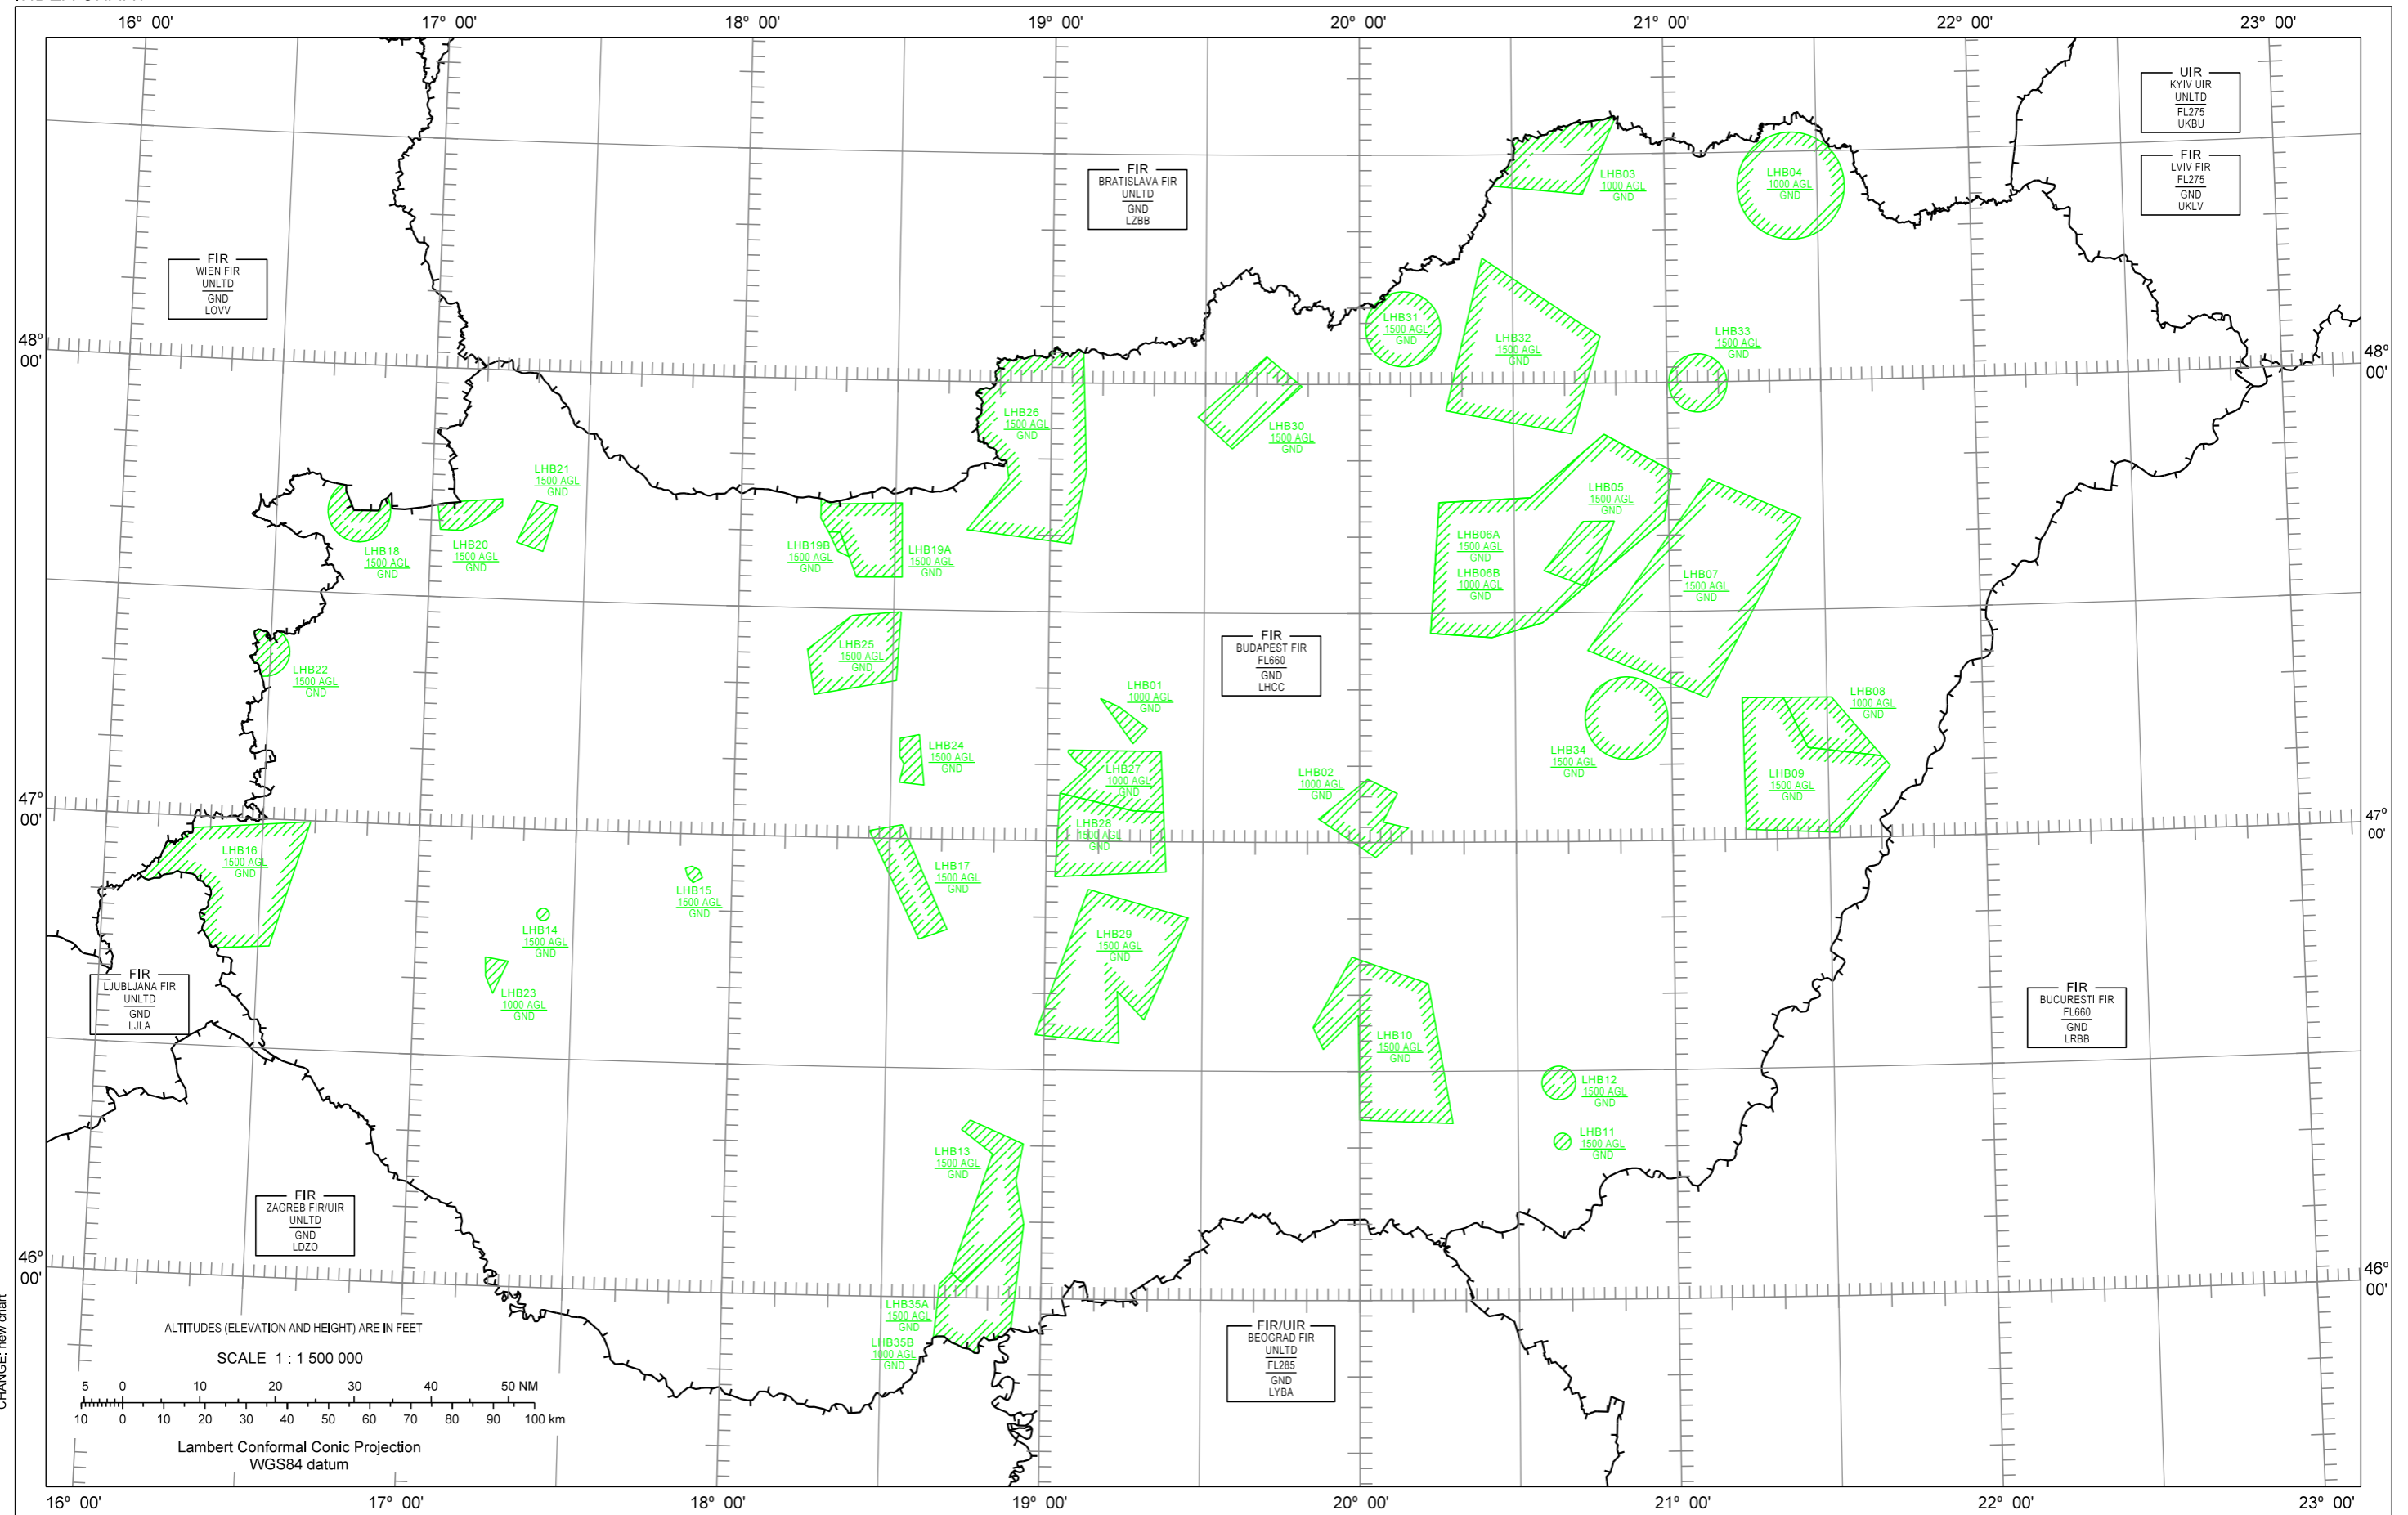 16° 00'
17° 00'
18° 00'
19° 00'
20° 00'
21° 00'
22° 00'
23° 00'
UIR
KYIV UIR
UNLTD
FL275
UKBU
FIR
LVIV FIR
FL275
GND
UKLV
FIR
BRATISLAVA FIR
UNLTD
GND
LZBB
LHB03
1000 AGL
GND
LHB04
1000 AGL
GND
FIR
WIEN FIR
UNLTD
GND
LOVV
48°
00'
LHB31
1500 AGL
GND
LHB32
1500 AGL
GND
LHB33
1500 AGL
GND
48°
00'
LHB26
1500 AGL
GND
LHB30
1500 AGL
GND
LHB21
1500 AGL
GND
LHB05
1500 AGL
GND
LHB18
1500 AGL
GND
LHB20
1500 AGL
GND
LHB19B
1500 AGL
GND
LHB19A
1500 AGL
GND
LHB06A
1500 AGL
GND
LHB06B
1000 AGL
GND
LHB07
1500 AGL
GND
LHB22
1500 AGL
GND
LHB25
1500 AGL
GND
FIR
BUDAPEST FIR
FL660
GND
LHCC
LHB01
1000 AGL
GND
LHB08
1000 AGL
GND
LHB24
1500 AGL
GND
LHB34
1500 AGL
GND
LHB27
1000 AGL
GND
LHB02
1000 AGL
GND
LHB09
1500 AGL
GND
47°
00'
47°
00'
LHB28
1500 AGL
GND
LHB16
1500 AGL
GND
LHB17
1500 AGL
GND
LHB15
1500 AGL
GND
LHB14
1500 AGL
GND
LHB29
1500 AGL
GND
LHB23
1000 AGL
GND
FIR
LJUBLJANA FIR
UNLTD
GND
LJLA
FIR
BUCURESTI FIR
FL660
GND
LRBB
LHB10
1500 AGL
GND
LHB12
1500 AGL
GND
LHB11
1500 AGL
GND
LHB13
1500 AGL
GND
FIR
ZAGREB FIR/UIR
UNLTD
GND
LDZO
46°
00'
46°
00'
LHB35A
1500 AGL
GND
LHB35B
1000 AGL
GND
FIR/UIR
BEOGRAD FIR
UNLTD
FL285
GND
LYBA
CHANGE: new chart
ALTITUDES (ELEVATION AND HEIGHT) ARE IN FEET
SCALE 1 : 1 500 000
5 0 10 20 30 40 50 NM
10 0 10 20 30 40 50 60 70 80 90 100 km
Lambert Conformal Conic Projection
WGS84 datum
16° 00'
17° 00'
18° 00'
19° 00'
20° 00'
21° 00'
22° 00'
23° 00'